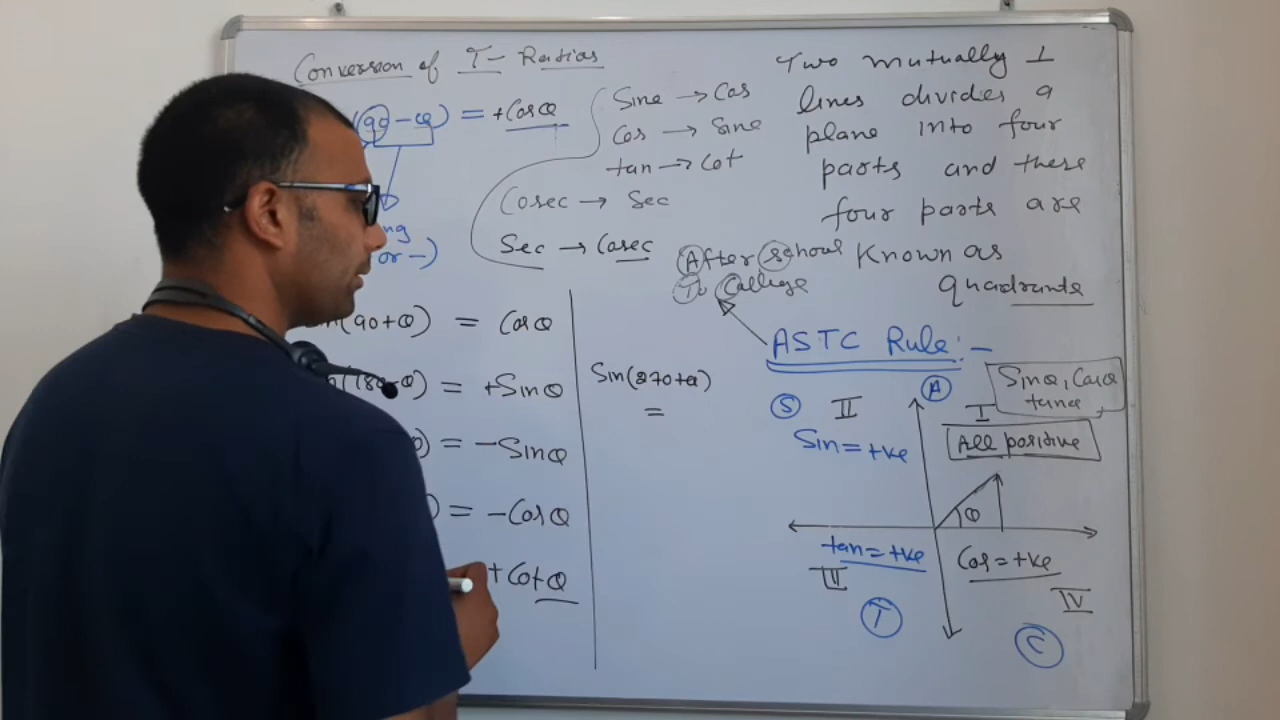 Conversion of T- Ratios
(90-θ) = +Cosθ
ng
or -)
Sine → Cos
Cos → Sine
tan → Cot
Cosec → Sec
Sec → Cosec
Two mutually ⊥
lines divides a
plane into four
parts and these
four parts are
Known as
quadrants
After school
To College
ASTC Rule:-
(90+θ) = Cosθ
(180-θ) = +Sinθ
) = -Sinθ
) = -Cosθ
+Cotθ
Sin(270+θ)
=
S II
Sin=+ve
A
I
Sinθ, Cosθ
tanθ
All positive
θ
tan=+ve
III
T
Cos=+ve
IV
C